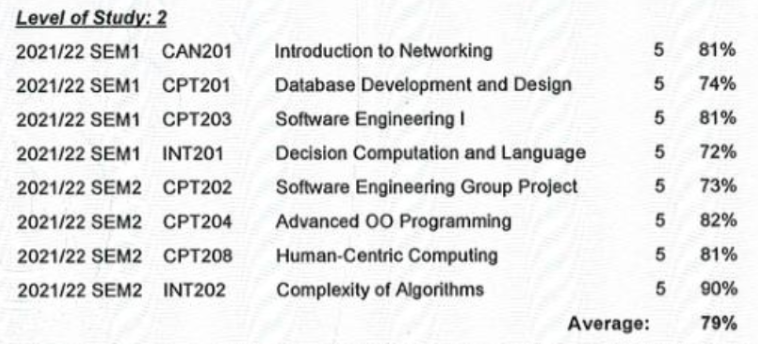 Level of Study: 2
2021/22 SEM1 CAN201 Introduction to Networking 5 81%
2021/22 SEM1 CPT201 Database Development and Design 5 74%
2021/22 SEM1 CPT203 Software Engineering I 5 81%
2021/22 SEM1 INT201 Decision Computation and Language 5 72%
2021/22 SEM2 CPT202 Software Engineering Group Project 5 73%
2021/22 SEM2 CPT204 Advanced OO Programming 5 82%
2021/22 SEM2 CPT208 Human-Centric Computing 5 81%
2021/22 SEM2 INT202 Complexity of Algorithms 5 90%
Average: 79%